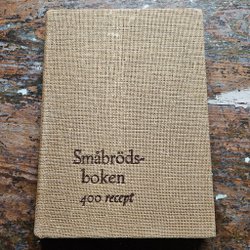 Småbröds-
boken
400 recept